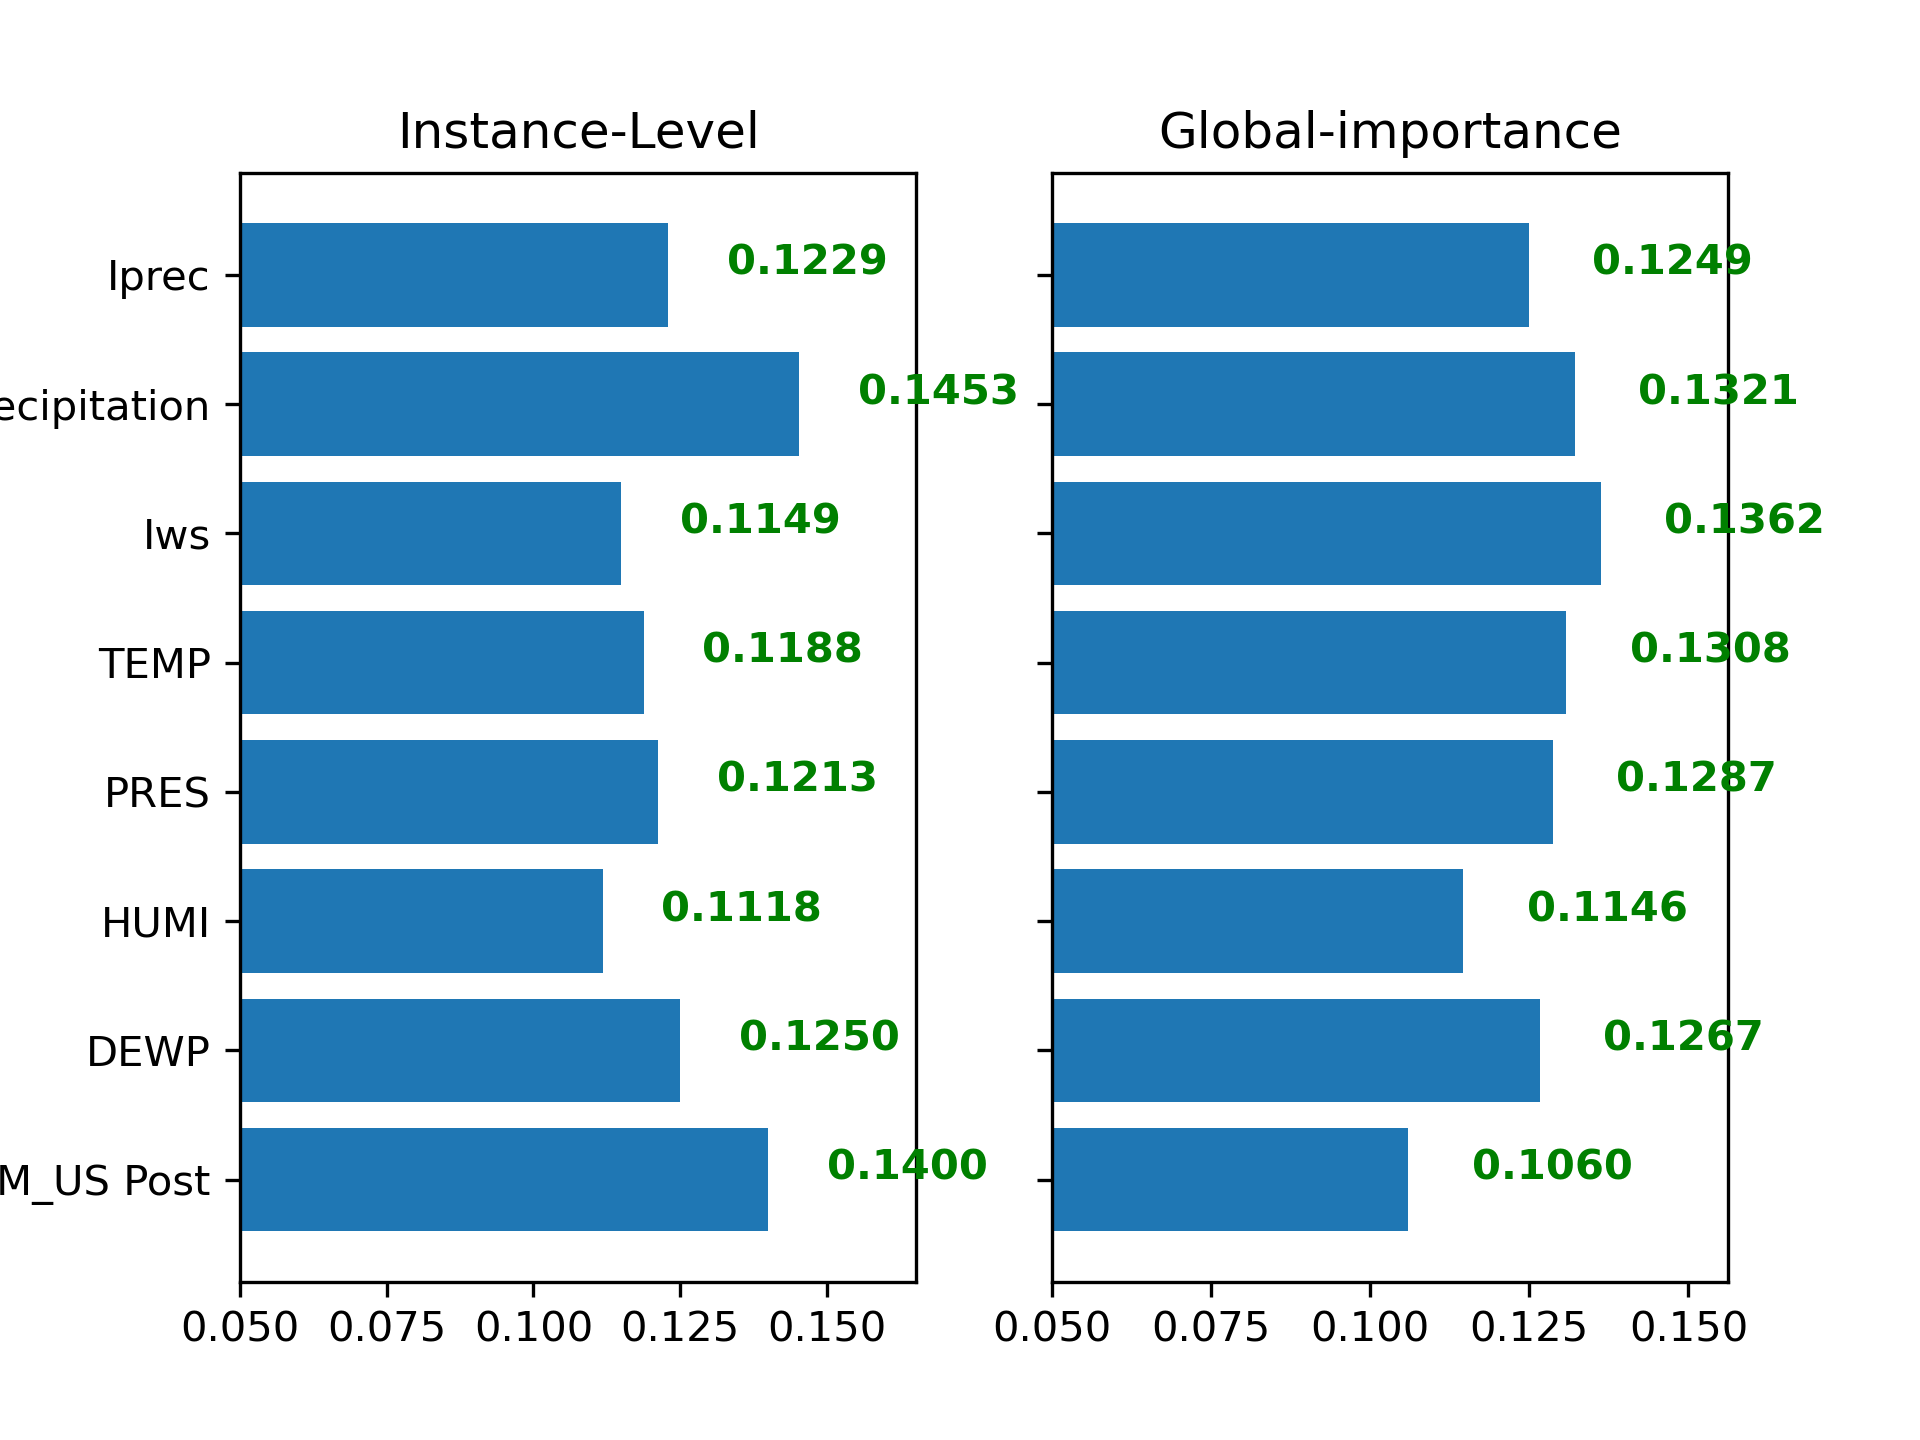 Instance-Level
Iprec
0.1229
ecipitation
0.1453
Iws
0.1149
TEMP
0.1188
PRES
0.1213
HUMI
0.1118
DEWP
0.1250
M_US Post
0.1400
0.050 0.075 0.100 0.125 0.150
Global-importance
0.1249
0.1321
0.1362
0.1308
0.1287
0.1146
0.1267
0.1060
0.050 0.075 0.100 0.125 0.150